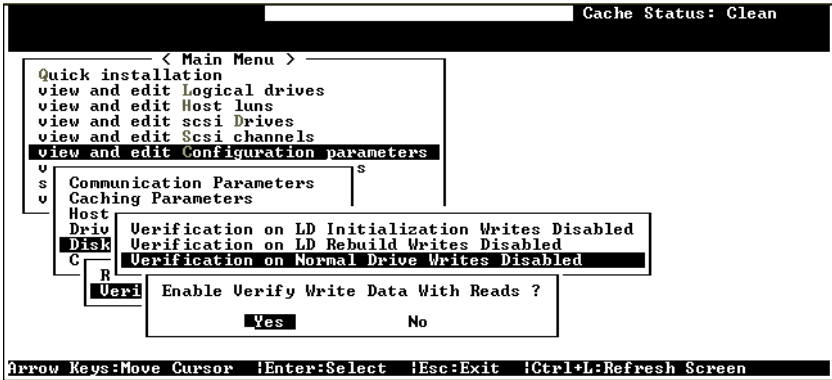 Cache Status: Clean
< Main Menu >
Quick installation
view and edit Logical drives
view and edit Host luns
view and edit scsi Drives
view and edit Scsi channels
view and edit Configuration parameters
v s
s Communication Parameters
v Caching Parameters
Host
Driv Verification on LD Initialization Writes Disabled
Disk Verification on LD Rebuild Writes Disabled
C Verification on Normal Drive Writes Disabled
R
Veri Enable Verify Write Data With Reads ?
Yes No
Arrow Keys:Move Cursor |Enter:Select |Esc:Exit |Ctrl+L:Refresh Screen